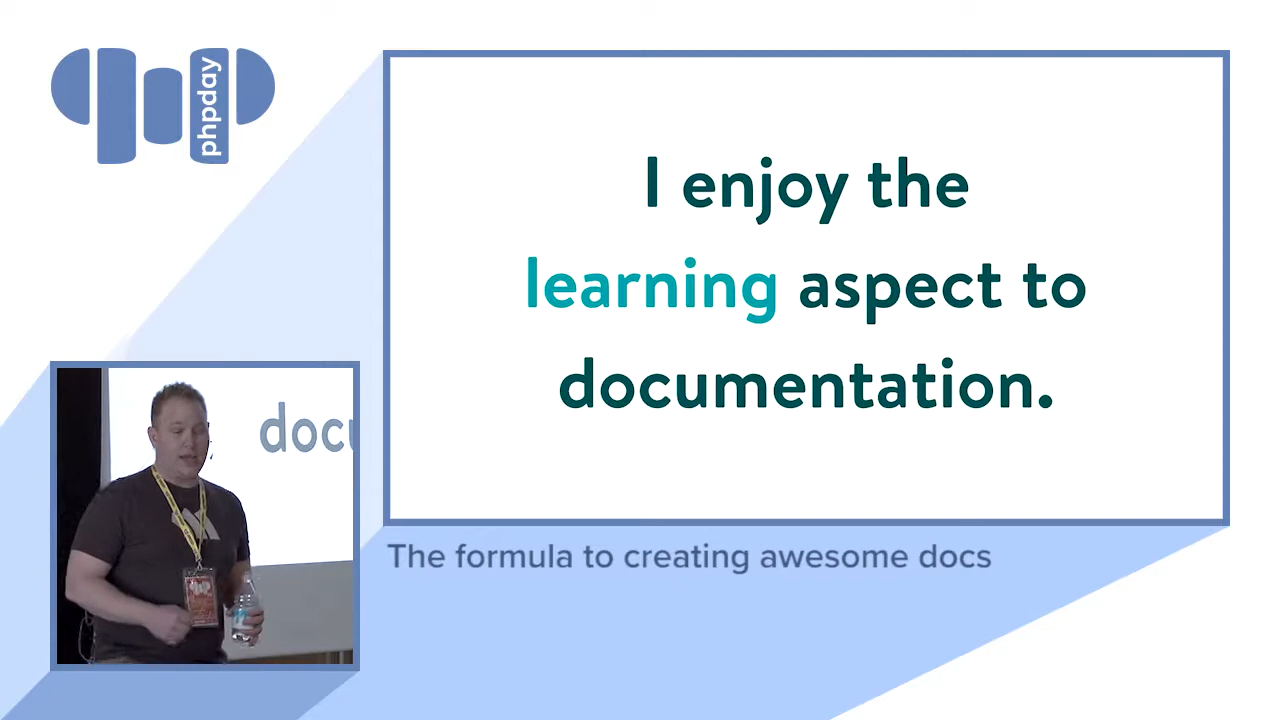 phpday
I enjoy the
learning aspect to
documentation.
docu
The formula to creating awesome docs